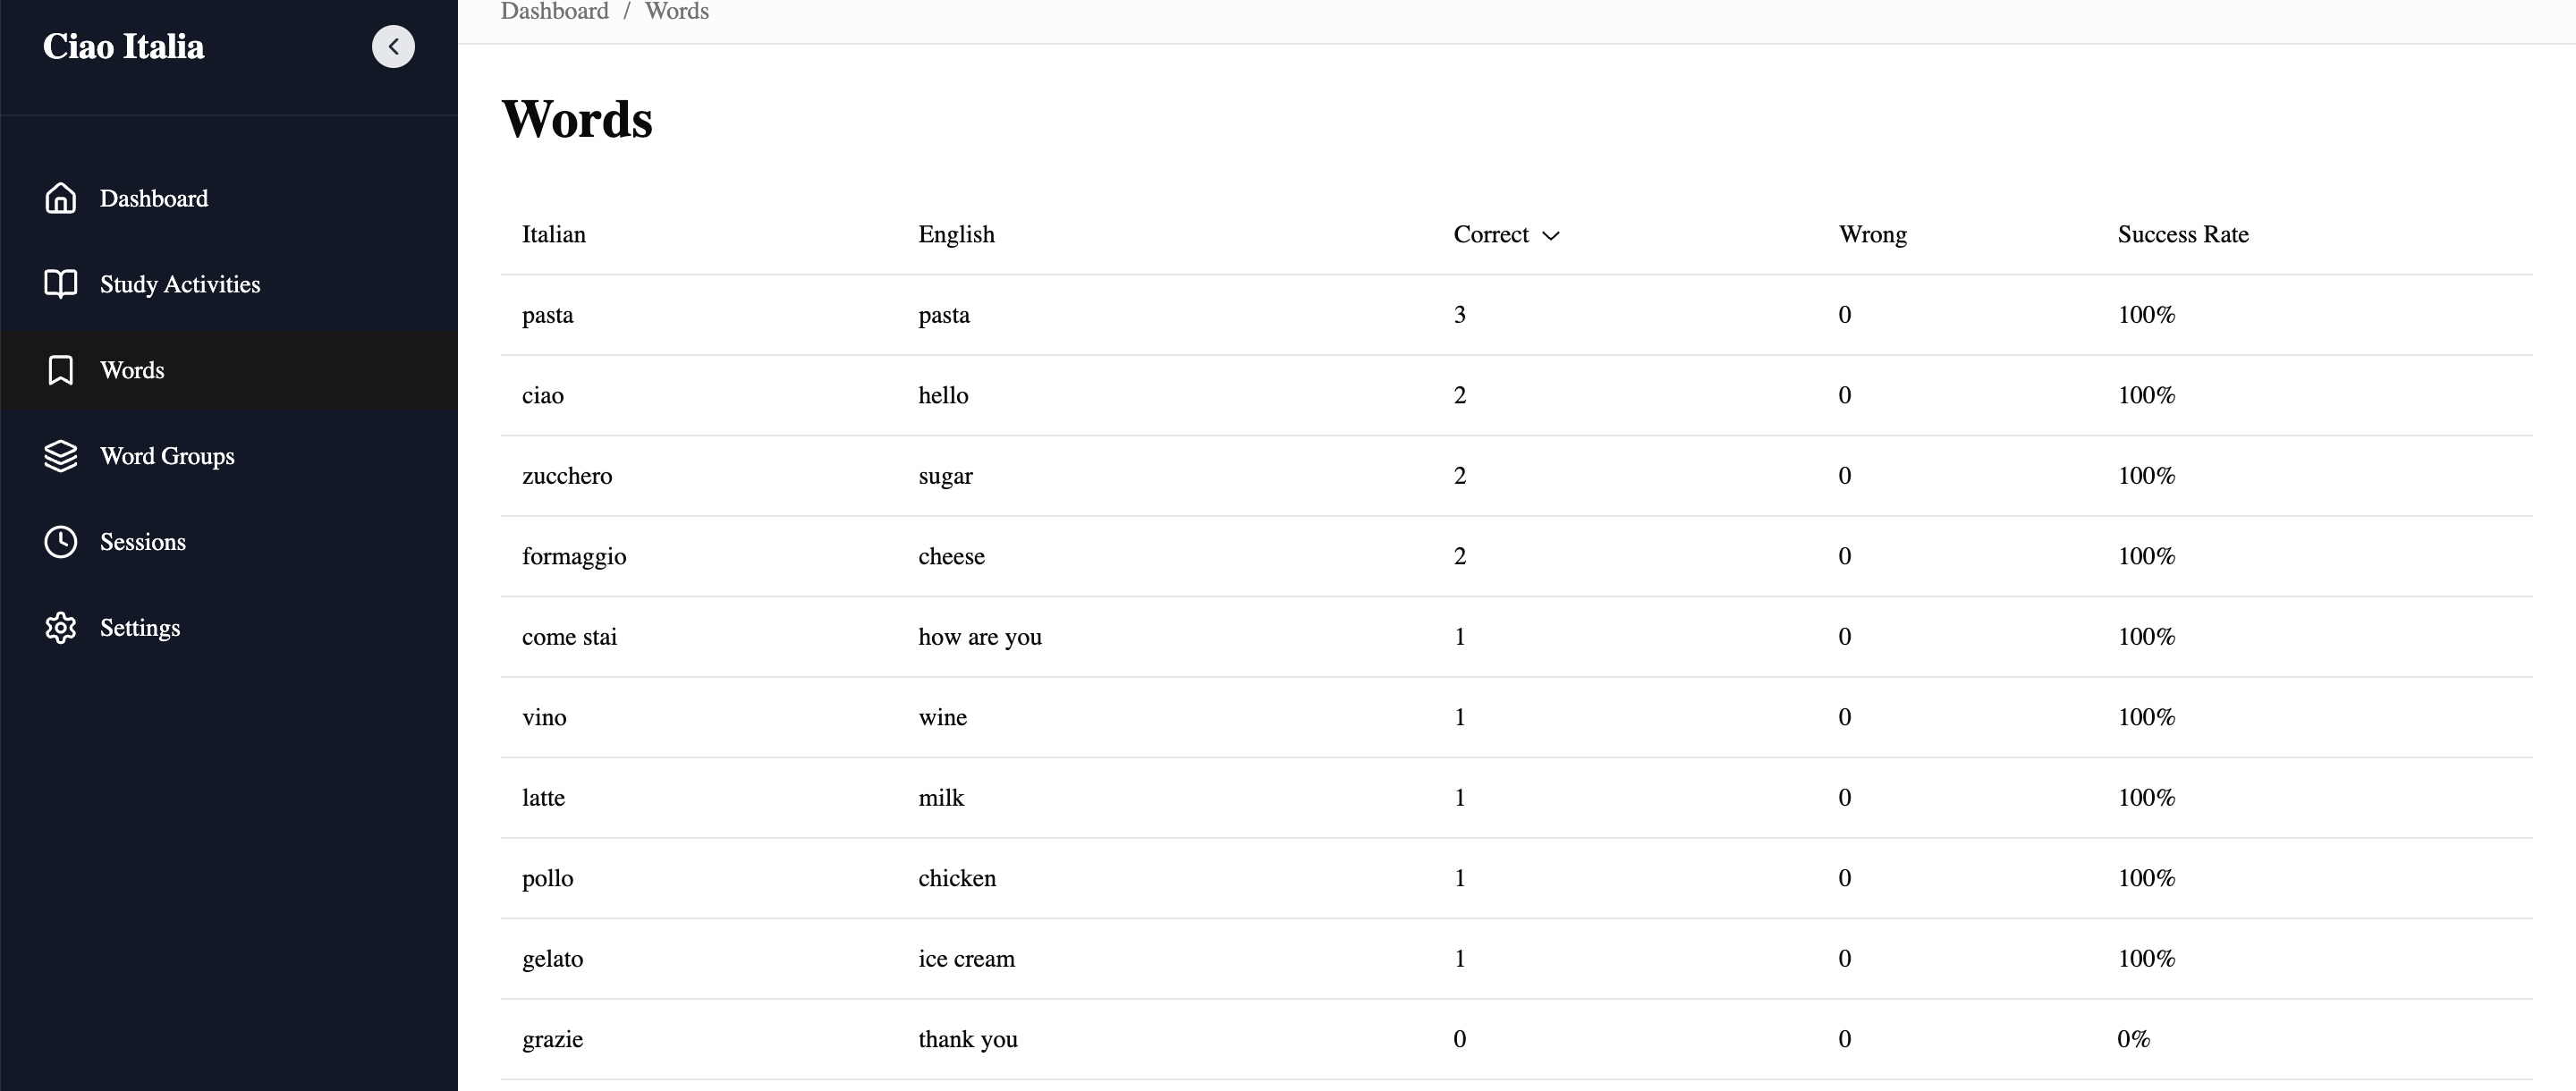 Ciao Italia
Dashboard
Study Activities
Words
Word Groups
Sessions
Settings
Dashboard / Words
Words
Italian English Correct Wrong Success Rate
pasta pasta 3 0 100%
ciao hello 2 0 100%
zucchero sugar 2 0 100%
formaggio cheese 2 0 100%
come stai how are you 1 0 100%
vino wine 1 0 100%
latte milk 1 0 100%
pollo chicken 1 0 100%
gelato ice cream 1 0 100%
grazie thank you 0 0 0%